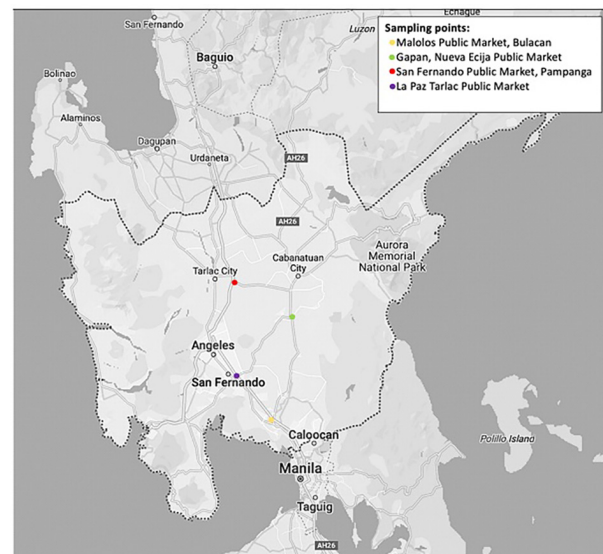 Echague
San Fernando
Luzon
Sampling points:
Malolos Public Market, Bulacan
Gapan, Nueva Ecija Public Market
San Fernando Public Market, Pampanga
La Paz Tarlac Public Market
Baguio
Bolinao
Alaminos
Dagupan
Urdaneta
AH26
AH26
Aurora
Memorial
National Park
Cabanatuan
City
Tarlac City
Angeles
San Fernando
Caloocan
Polillo Island
Manila
Taguig
AH26